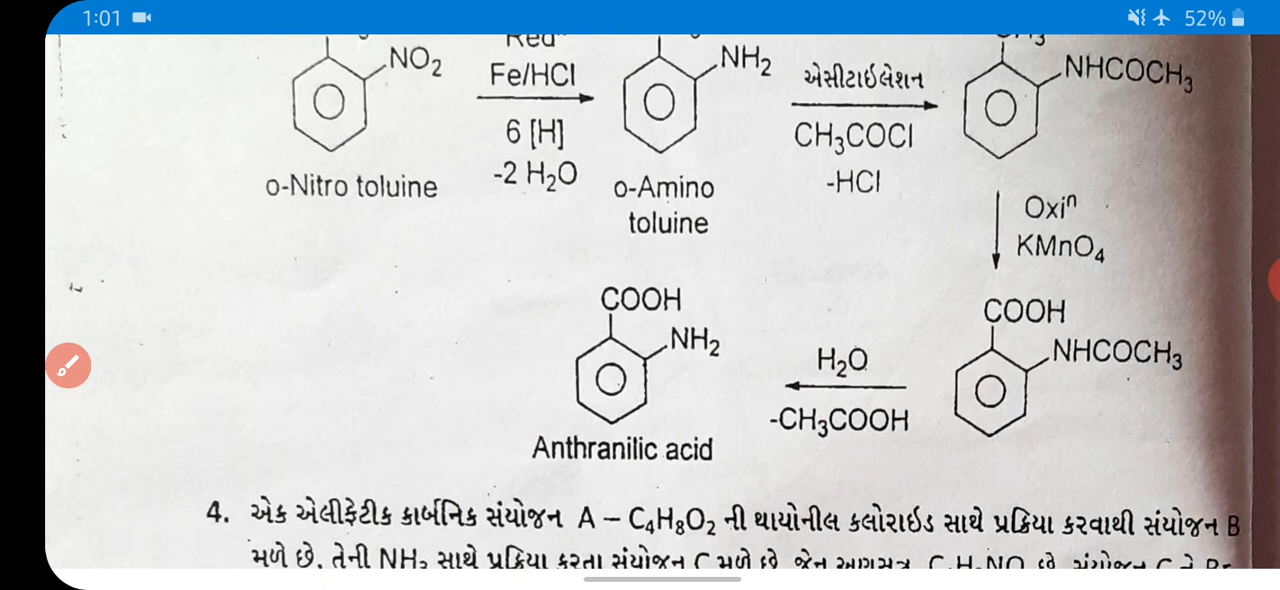 1:01
52%
NO2
Fe/HCl
NH2
એસીટાઇલેશન
NHCOCH3
6 [H]
CH3COCl
-2 H2O
-HCl
o-Nitro toluine
o-Amino
toluine
Oxin
KMnO4
COOH
NH2
H2O
COOH
NHCOCH3
-CH3COOH
Anthranilic acid
4. એક એલીફેટીક કાર્બનિક સંયોજન A – C4H8O2 ની થાયોનીલ કલોરાઇડ સાથે પ્રક્રિયા કરવાથી સંયોજન B
મળે છે. તેની NH3 સાથે પ્રક્રિયા કરતા સંયોજન C મળે છે